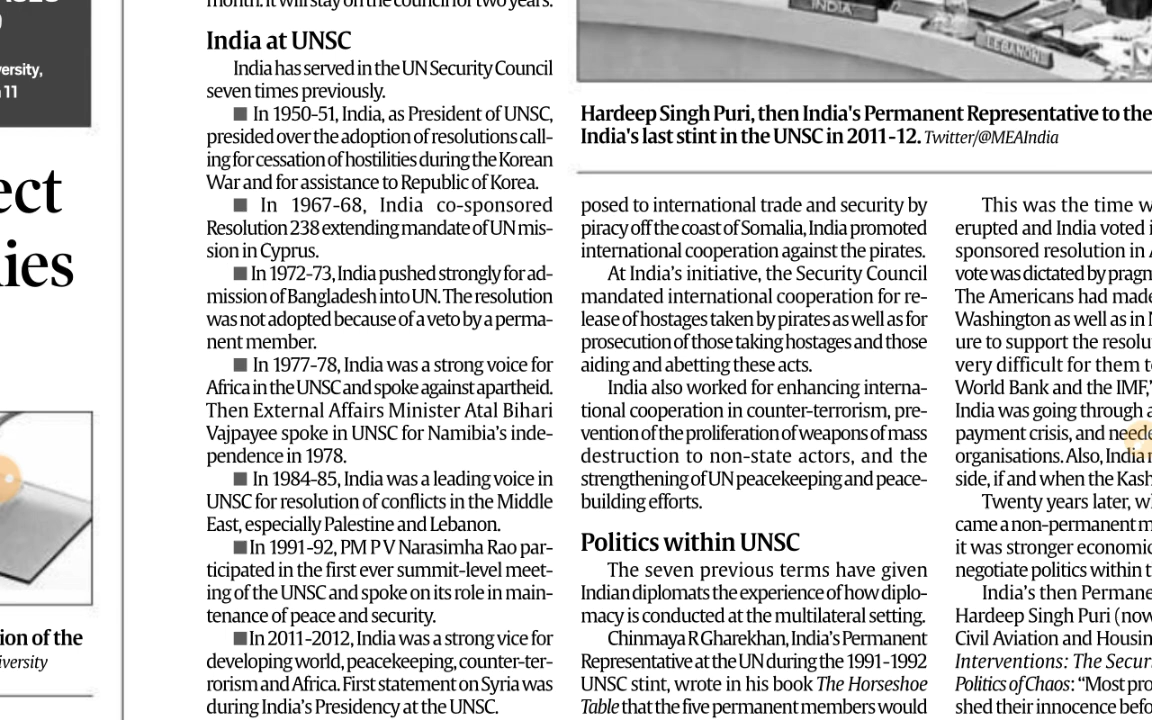 ect
ies
versity,
11
ion of the
iversity
month. It will stay on the council for two years.
India at UNSC
India has served in the UN Security Council
seven times previously.
■ In 1950-51, India, as President of UNSC,
presided over the adoption of resolutions call-
ing for cessation of hostilities during the Korean
War and for assistance to Republic of Korea.
■ In 1967-68, India co-sponsored
Resolution 238 extending mandate of UN mis-
sion in Cyprus.
■ In 1972-73, India pushed strongly for ad-
mission of Bangladesh into UN. The resolution
was not adopted because of a veto by a perma-
nent member.
■ In 1977-78, India was a strong voice for
Africa in the UNSC and spoke against apartheid.
Then External Affairs Minister Atal Bihari
Vajpayee spoke in UNSC for Namibia's inde-
pendence in 1978.
■ In 1984-85, India was a leading voice in
UNSC for resolution of conflicts in the Middle
East, especially Palestine and Lebanon.
■ In 1991-92, PM P V Narasimha Rao par-
ticipated in the first ever summit-level meet-
ing of the UNSC and spoke on its role in main-
tenance of peace and security.
■ In 2011-2012, India was a strong vice for
developing world, peacekeeping, counter-ter-
rorism and Africa. First statement on Syria was
during India's Presidency at the UNSC.
INDIA
LEBANON
Hardeep Singh Puri, then India's Permanent Representative to the
India's last stint in the UNSC in 2011-12. Twitter/@MEAIndia
posed to international trade and security by
piracy off the coast of Somalia, India promoted
international cooperation against the pirates.
At India's initiative, the Security Council
mandated international cooperation for re-
lease of hostages taken by pirates as well as for
prosecution of those taking hostages and those
aiding and abetting these acts.
India also worked for enhancing interna-
tional cooperation in counter-terrorism, pre-
vention of the proliferation of weapons of mass
destruction to non-state actors, and the
strengthening of UN peacekeeping and peace-
building efforts.
Politics within UNSC
The seven previous terms have given
Indian diplomats the experience of how diplo-
macy is conducted at the multilateral setting.
Chinmaya R Gharekhan, India's Permanent
Representative at the UN during the 1991-1992
UNSC stint, wrote in his book The Horseshoe
Table that the five permanent members would
This was the time w
erupted and India voted i
sponsored resolution in A
vote was dictated by pragm
The Americans had made
Washington as well as in N
ure to support the resolu
very difficult for them to
World Bank and the IMF,"
India was going through a
payment crisis, and neede
organisations. Also, India n
side, if and when the Kash
Twenty years later, wh
came a non-permanent m
it was stronger economic
negotiate politics within t
India's then Permane
Hardeep Singh Puri (now
Civil Aviation and Housin
Interventions: The Secur
Politics of Chaos: "Most pro
shed their innocence befo